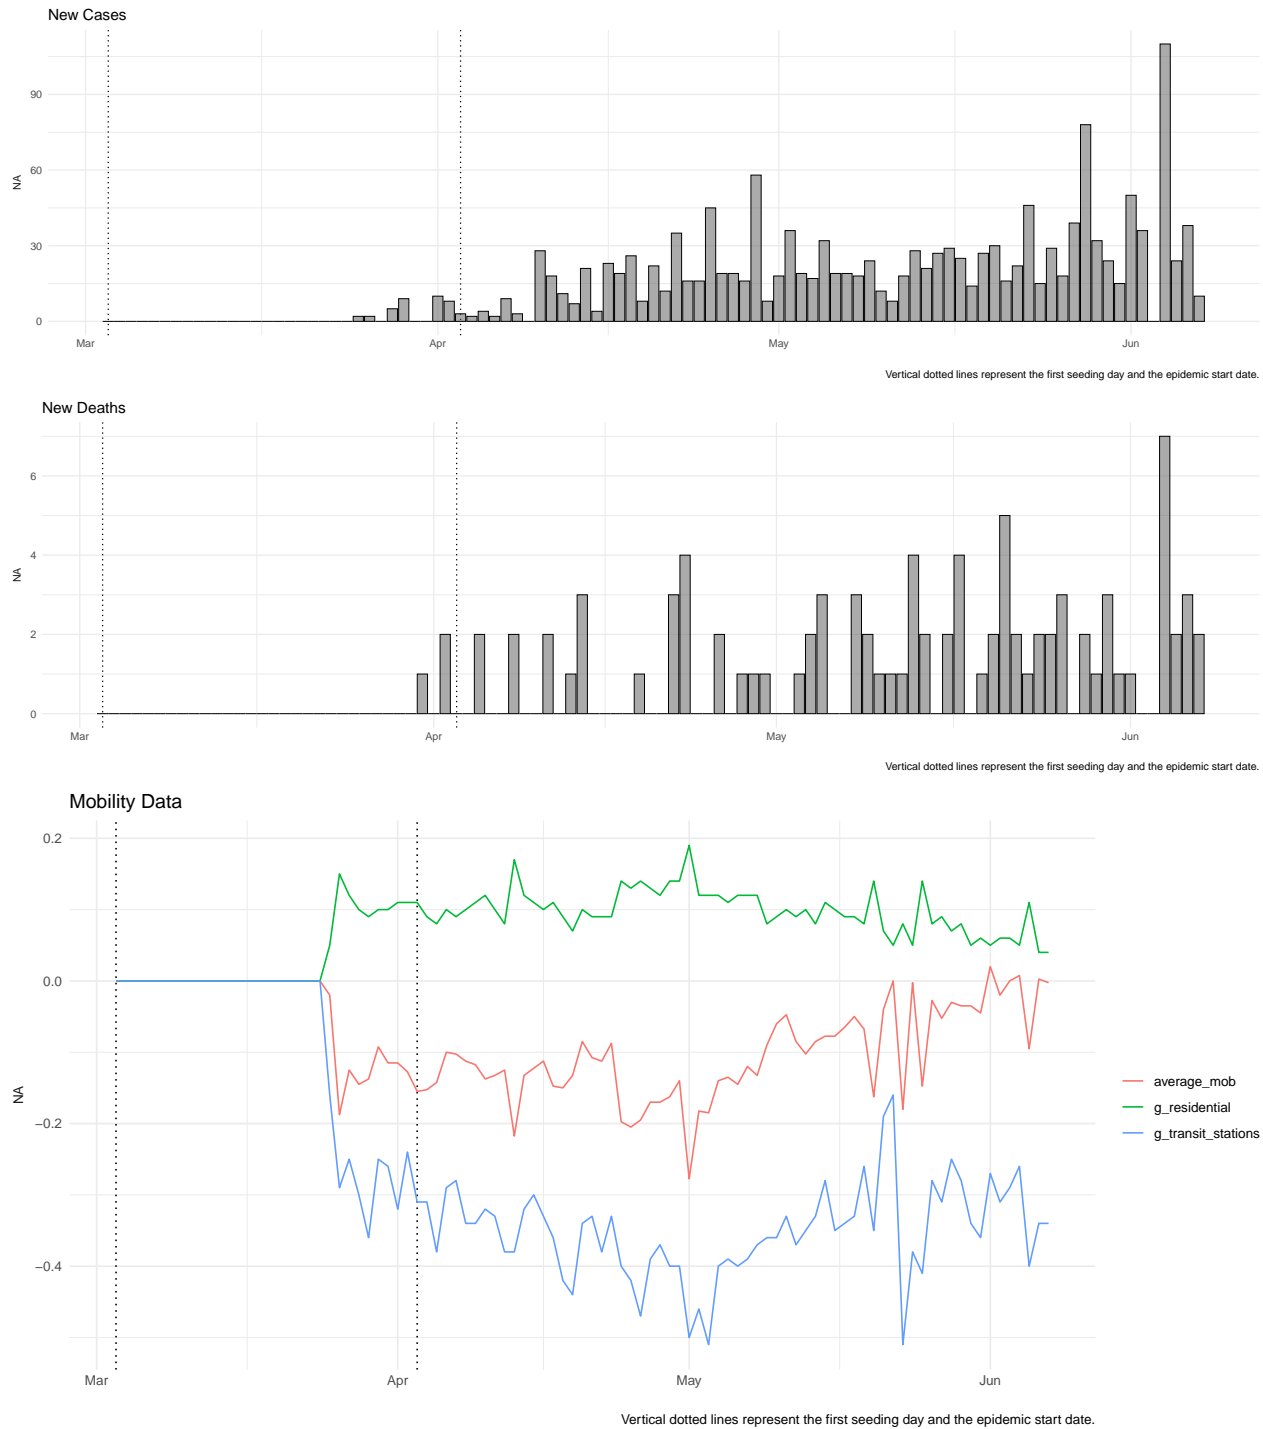 New Cases
NA
90
60
30
0
Mar
Apr
May
Jun
Vertical dotted lines represent the first seeding day and the epidemic start date.
New Deaths
NA
6
4
2
0
Mar
Apr
May
Jun
Vertical dotted lines represent the first seeding day and the epidemic start date.
Mobility Data
NA
0.2
0.0
−0.2
−0.4
Mar
Apr
May
Jun
average_mob
g_residential
g_transit_stations
Vertical dotted lines represent the first seeding day and the epidemic start date.